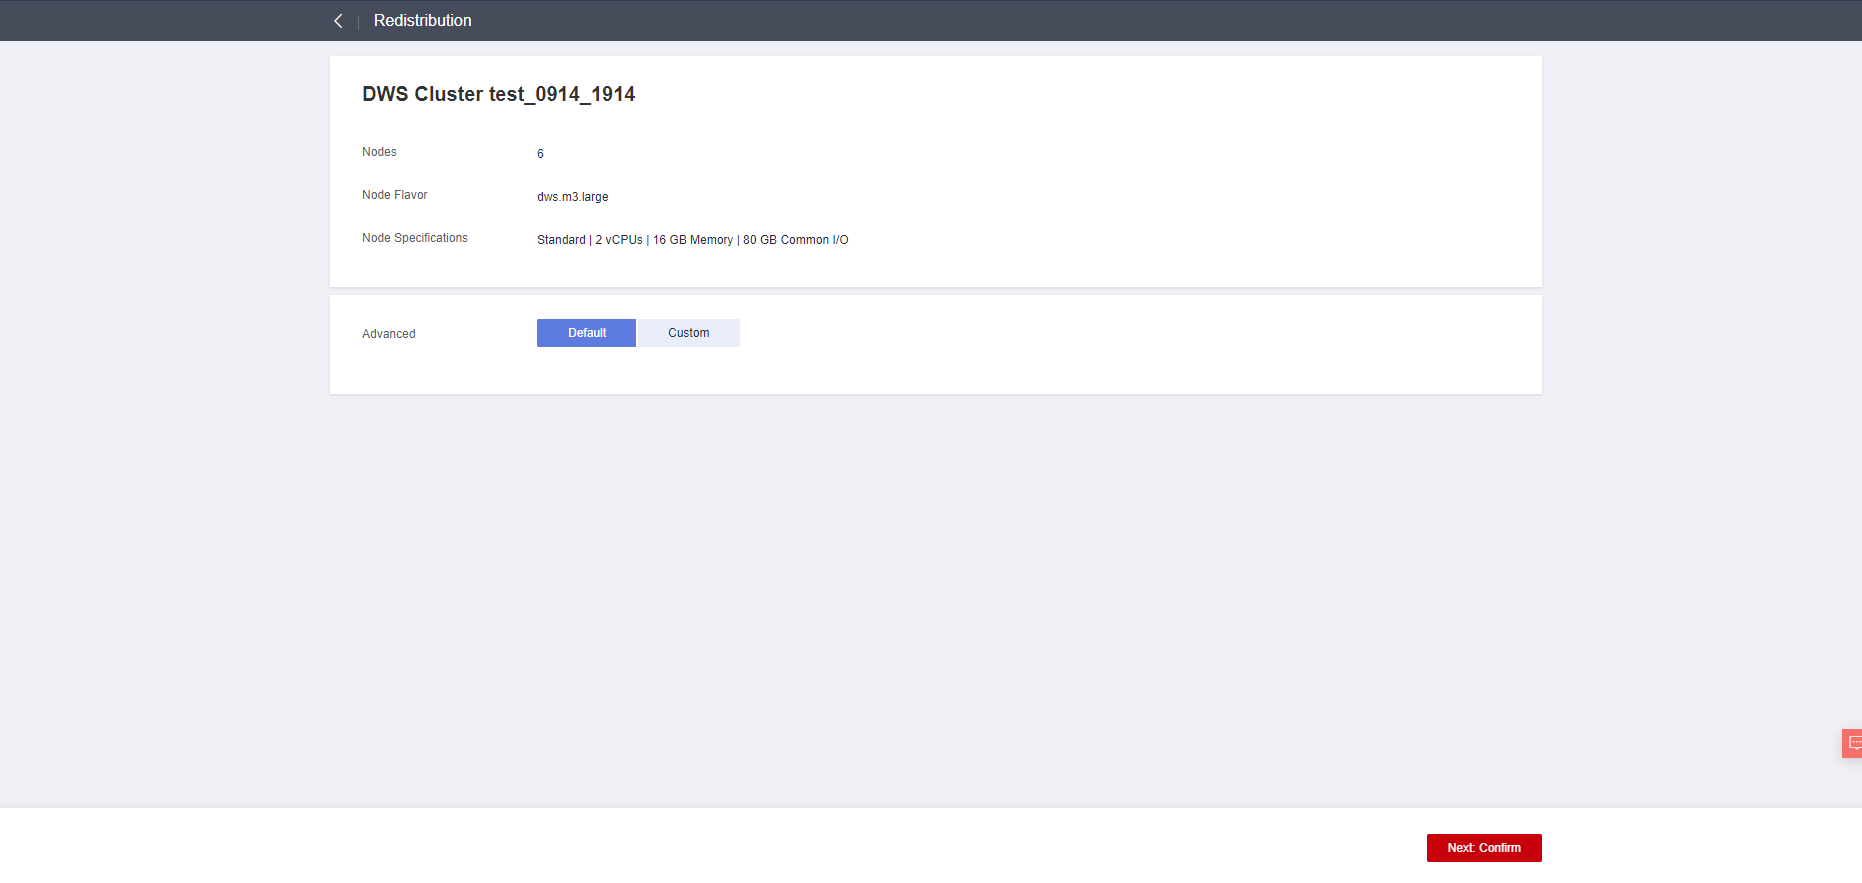 Redistribution
DWS Cluster test_0914_1914
Nodes 6
Node Flavor dws.m3.large
Node Specifications Standard | 2 vCPUs | 16 GB Memory | 80 GB Common I/O
Advanced Default Custom
Next: Confirm